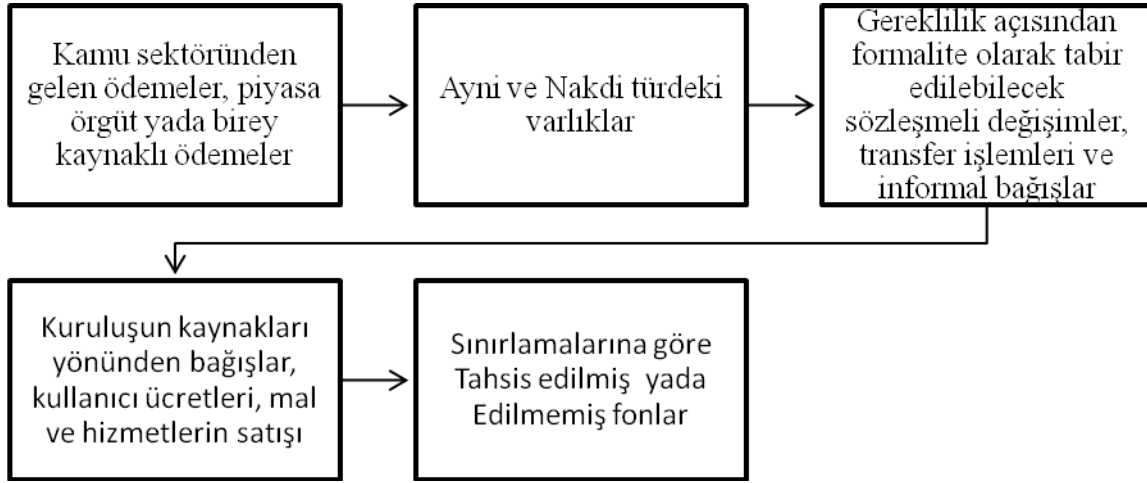 Kamu sektöründen
gelen ödemeler, piyasa
örgüt yada birey
kaynaklı ödemeler
Ayni ve Nakdi türdeki
varlıklar
Gereklilik açısından
formalite olarak tabir
edilebilecek
sözleşmeli değişimler,
transfer işlemleri ve
informal bağışlar
Kuruluşun kaynakları
yönünden bağışlar,
kullanıcı ücretleri, mal
ve hizmetlerin satışı
Sınırlamalarına göre
Tahsis edilmiş yada
Edilmemiş fonlar